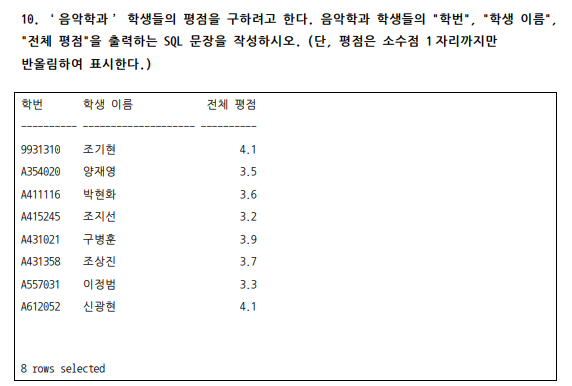 10. ‘음악학과’ 학생들의 평점을 구하려고 한다. 음악학과 학생들의 "학번", "학생 이름",
"전체 평점"을 출력하는 SQL 문장을 작성하시오. (단, 평점은 소수점 1자리까지만
반올림하여 표시한다.)
학번 학생 이름 전체 평점
---------- -------------------- ----------
9931310 조기현 4.1
A354020 양재영 3.5
A411116 박현화 3.6
A415245 조지선 3.2
A431021 구병훈 3.9
A431358 조상진 3.7
A557031 이정범 3.3
A612052 신광현 4.1
8 rows selected